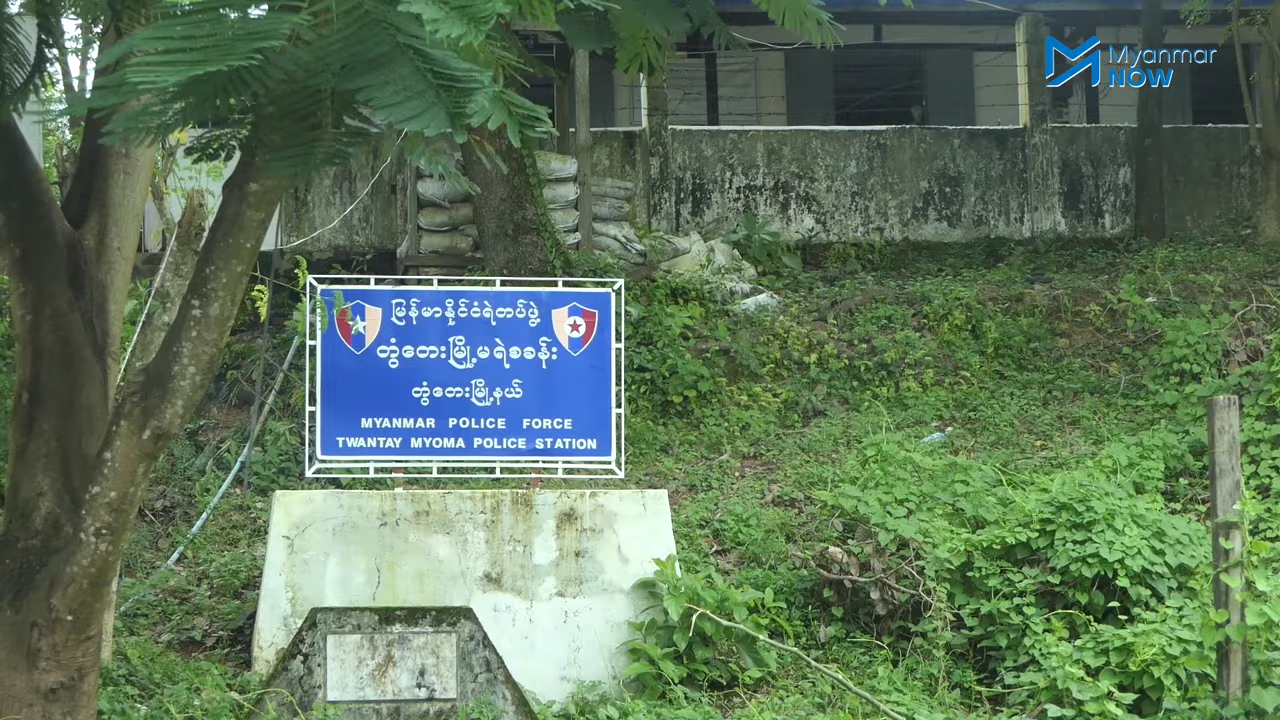 Myanmar
NOW
မြန်မာနိုင်ငံရဲတပ်ဖွဲ့
တွံတေးမြို့မရဲစခန်း
တွံတေးမြို့နယ်
MYANMAR POLICE FORCE
TWANTAY MYOMA POLICE STATION